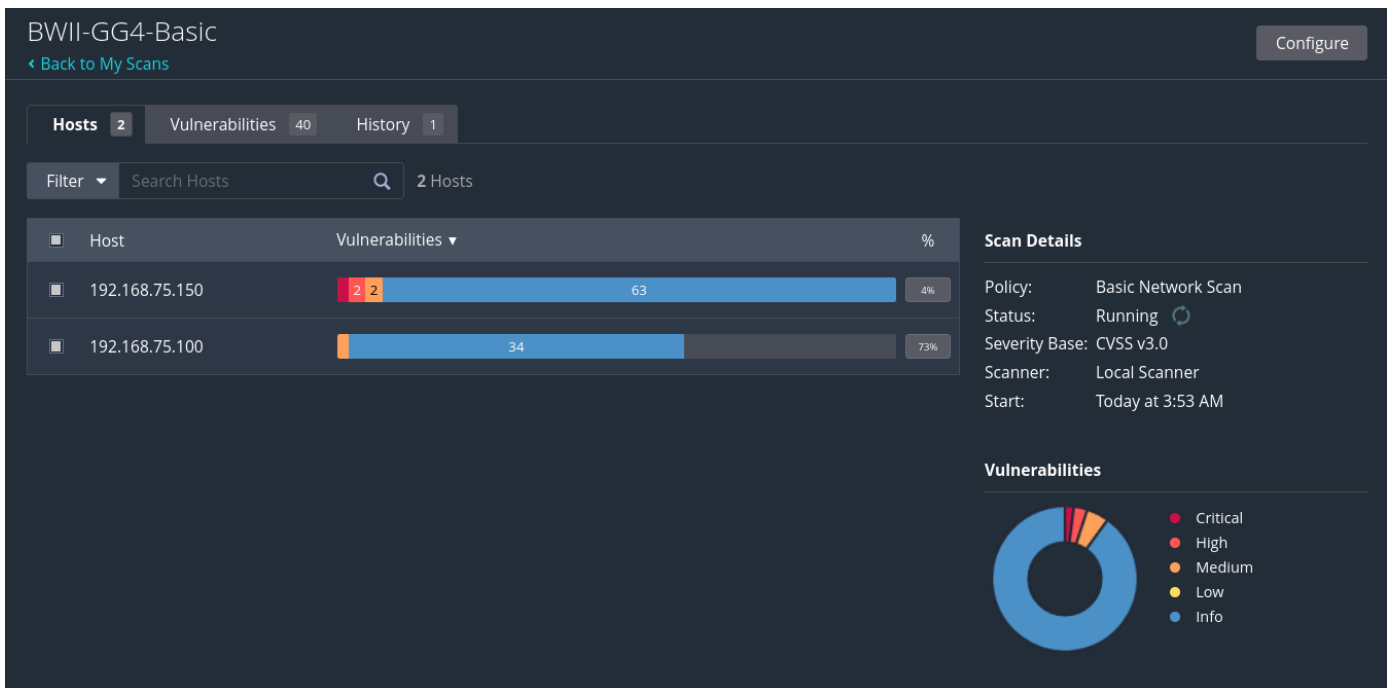 BWII-GG4-Basic
Back to My Scans
Configure
Hosts 2
Vulnerabilities 40
History 1
Filter
Search Hosts
2 Hosts
Host Vulnerabilities %
192.168.75.150 2 2 63 4%
192.168.75.100 34 73%
Scan Details
Policy: Basic Network Scan
Status: Running
Severity Base: CVSS v3.0
Scanner: Local Scanner
Start: Today at 3:53 AM
Vulnerabilities
Critical
High
Medium
Low
Info